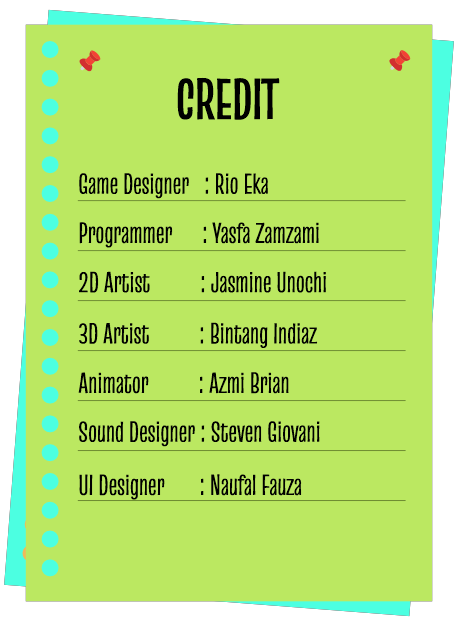 CREDIT
Game Designer : Rio Eka
Programmer : Yasfa Zamzami
2D Artist : Jasmine Unochi
3D Artist : Bintang Indiaz
Animator : Azmi Brian
Sound Designer : Steven Giovani
UI Designer : Naufal Fauza